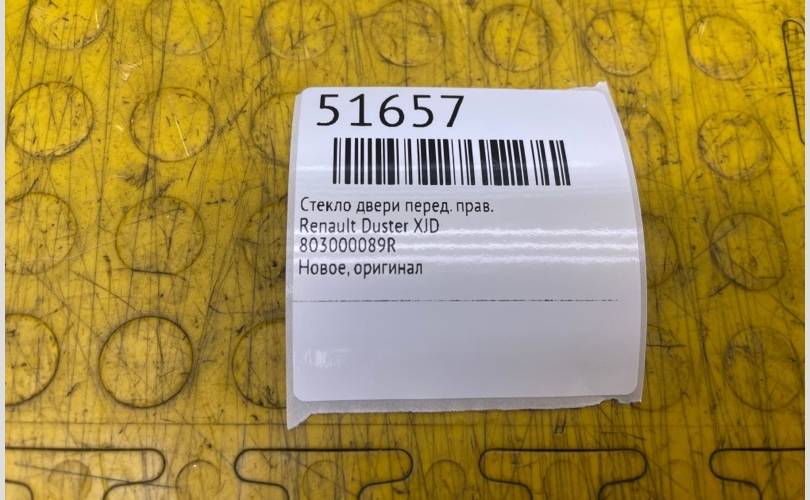 51657
Стекло двери перед. прав.
Renault Duster XJD
803000089R
Новое, оригинал